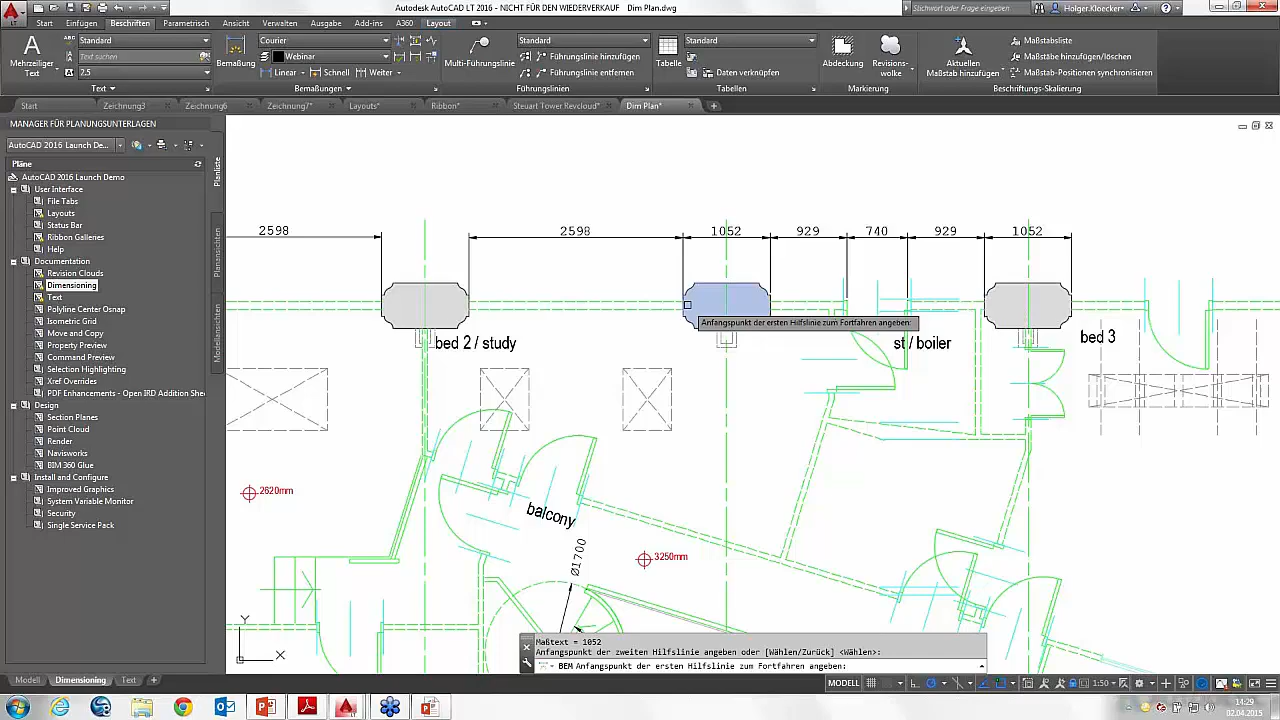 Autodesk AutoCAD LT 2016 - NICHT FÜR DEN WIEDERVERKAUF Dim Plan.dwg
Stichwort oder Frage eingeben
Holger.Kloecker...
LT
Start Einfügen Beschriften Parametrisch Ansicht Verwalten Ausgabe Add-ins A360 Layout
Mehrzeiliger Text
Standard
Text suchen
2.5
Text
Bemaßung
Courier
Webinar
Linear Schnell Weiter
Bemaßungen
Multi-Führungslinie
Standard
Führungslinie hinzufügen
Führungslinie entfernen
Führungslinien
Tabelle
Standard
Daten verknüpfen
Tabellen
Abdeckung
Revisions-wolke
Markierung
Aktuellen Maßstab hinzufügen
Maßstabsliste
Maßstäbe hinzufügen/löschen
Maßstab-Positionen synchronisieren
Beschriftungs-Skalierung
Start Zeichnung3 Zeichnung6 Zeichnung7* Layouts* Ribbon* Steuart Tower Revcloud* Dim Plan*
MANAGER FÜR PLANUNGSUNTERLAGEN
AutoCAD 2016 Launch De...
Pläne
AutoCAD 2016 Launch Demo
User Interface
File Tabs
Layouts
Status Bar
Ribbon Galleries
Help
Documentation
Revision Clouds
Dimensioning
Text
Polyline Center Osnap
Isometric Grid
Move and Copy
Property Preview
Command Preview
Selection Highlighting
Xref Overrides
PDF Enhancements - Open IRD Addition She
Design
Section Planes
Point Cloud
Render
Navisworks
BIM 360 Glue
Install and Configure
Improved Graphics
System Variable Monitor
Security
Single Service Pack
Planliste
Planansichten
Modellansichten
2598 2598 1052 929 740 929 1052
Anfangspunkt der ersten Hilfslinie zum Fortfahren angeben:
bed 2 / study
st / boiler
bed 3
2620mm
balcony
Ø1700
3250mm
Y
X
Maßtext = 1052
Anfangspunkt der zweiten Hilfslinie angeben oder [Wählen/Zurück] <Wählen>:
BEM Anfangspunkt der ersten Hilfslinie zum Fortfahren angeben:
Modell Dimensioning Text
MODELL
1:50
14:29
02.04.2015